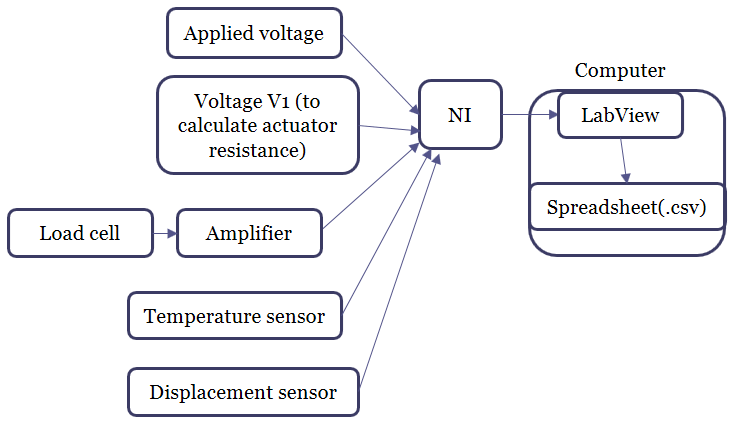 Applied voltage
Computer
Voltage V1 (to
calculate actuator
resistance)
NI
LabView
Load cell
Amplifier
Spreadsheet(.csv)
Temperature sensor
Displacement sensor